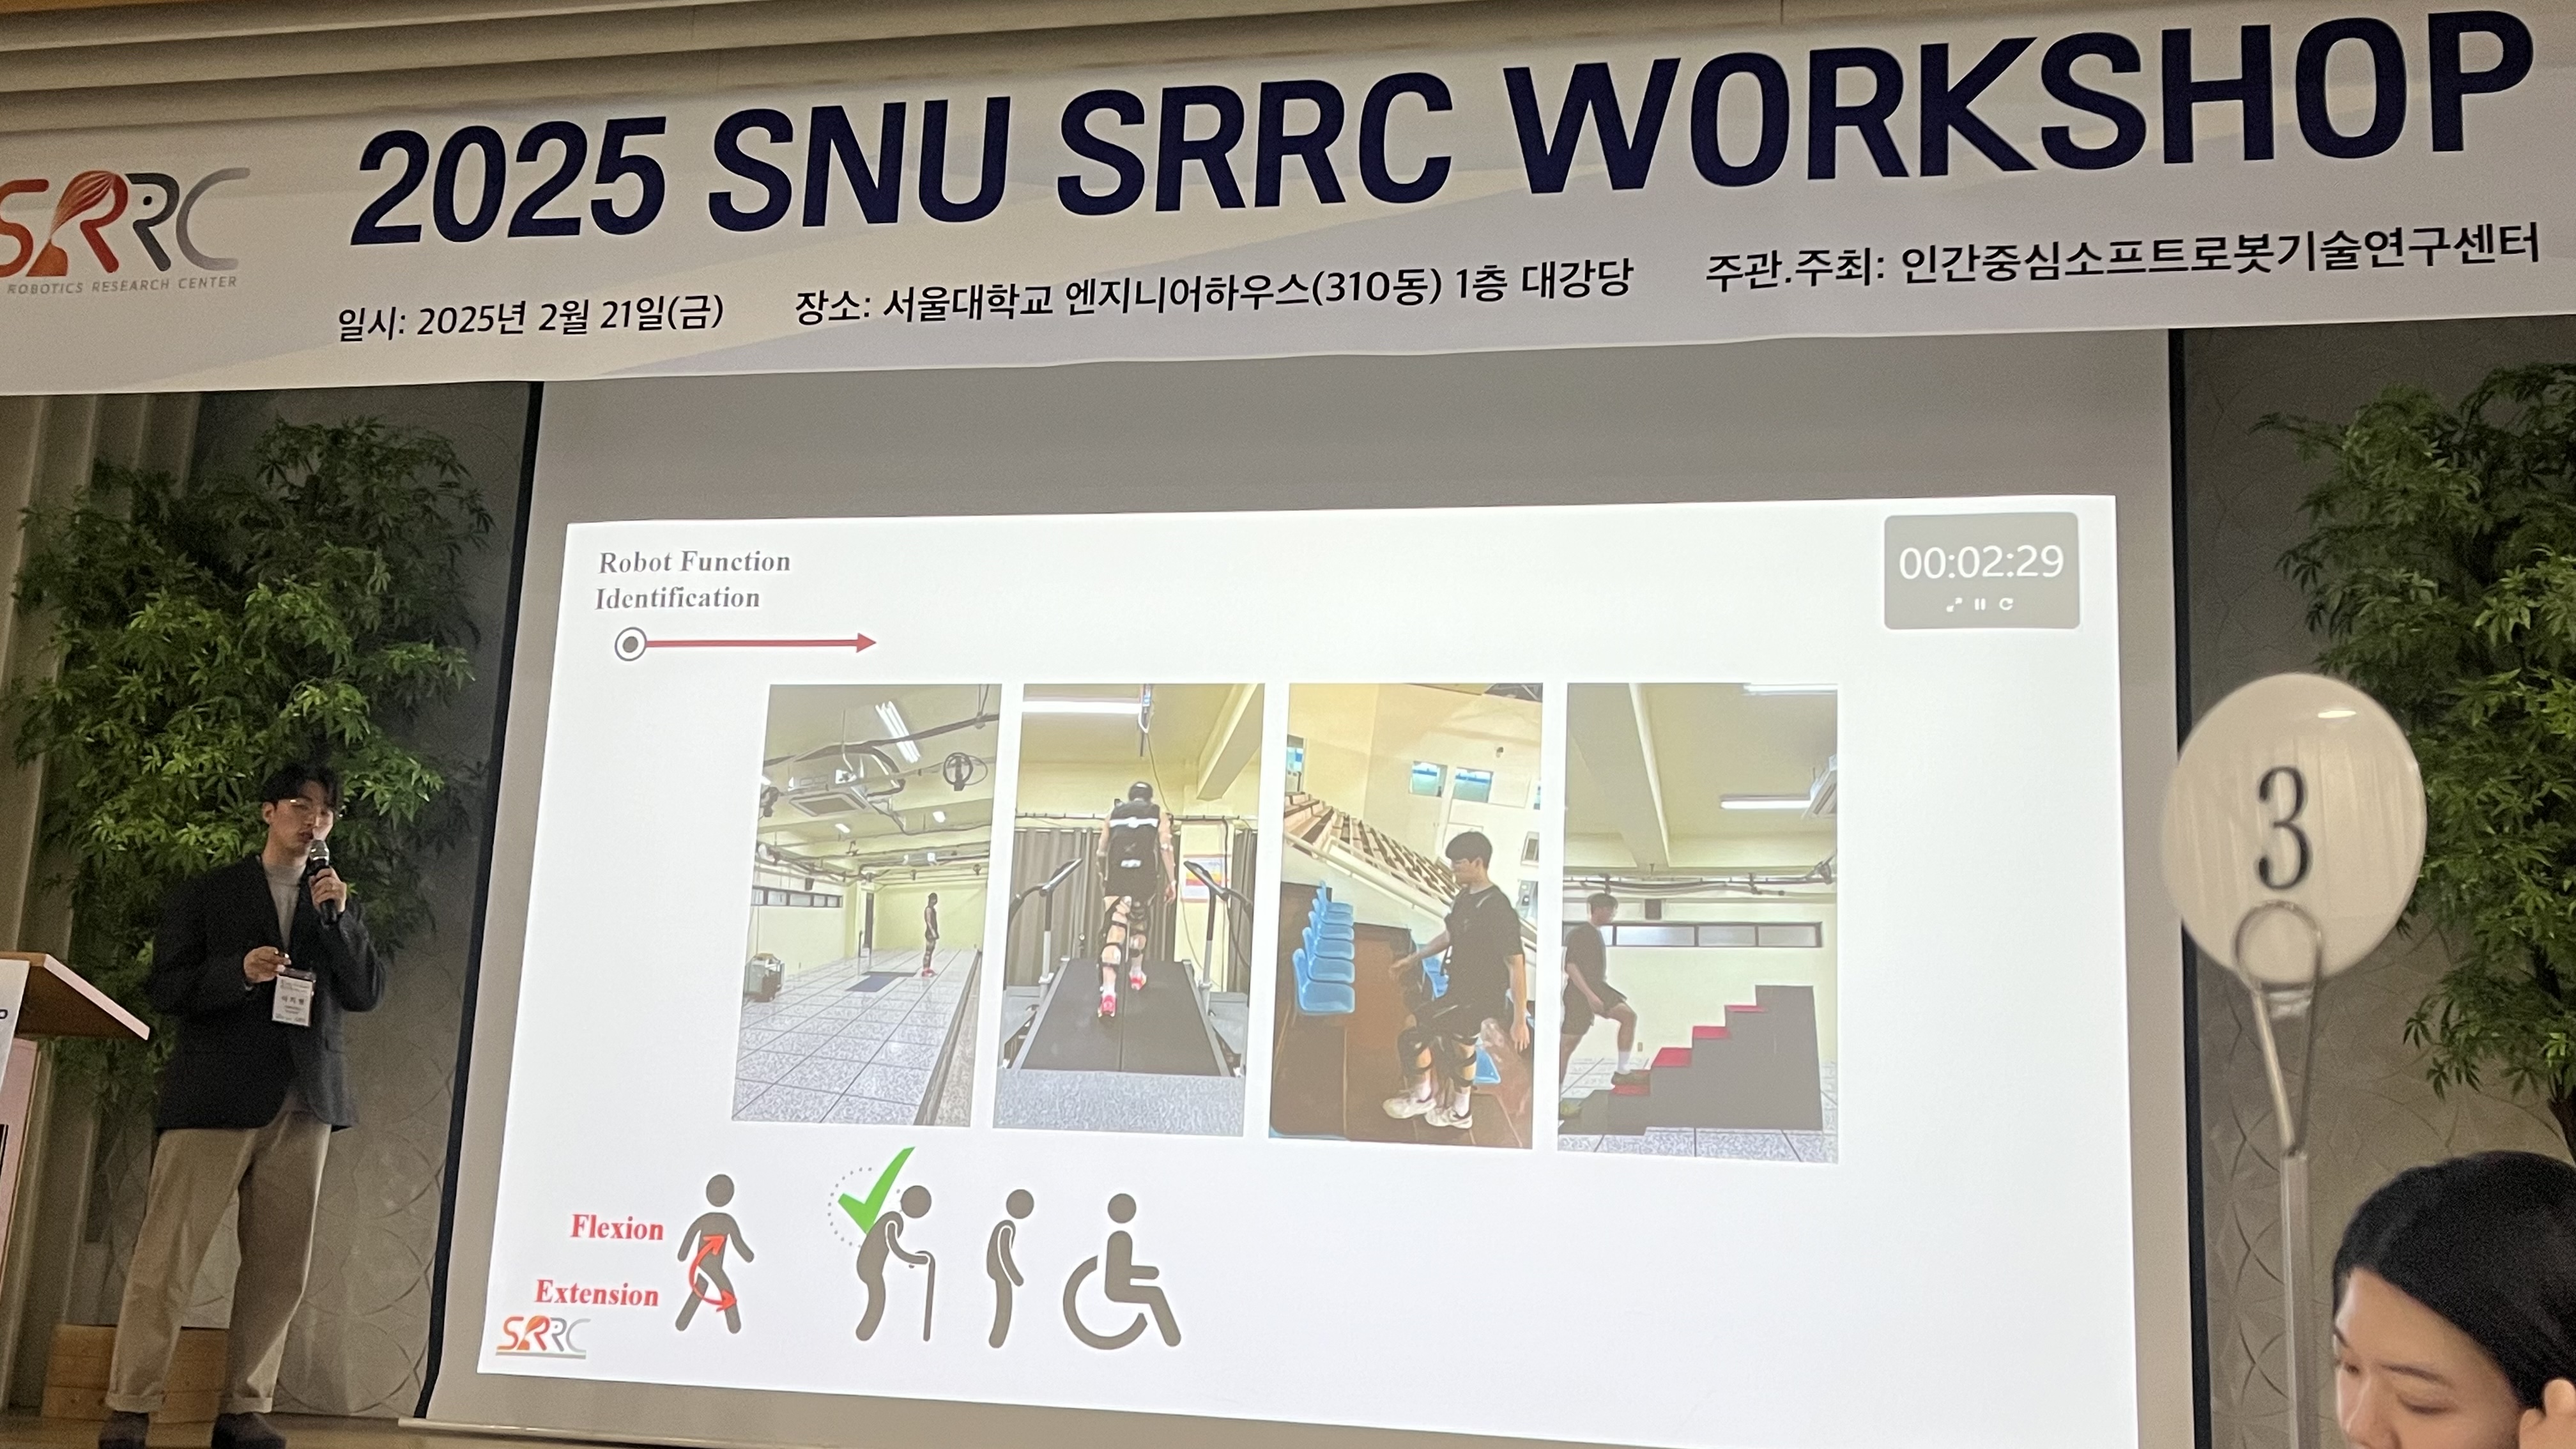 2025 SNU SRRC WORKSHOP
SRRC
ROBOTICS RESEARCH CENTER
일시: 2025년 2월 21일(금) 장소: 서울대학교 엔지니어하우스(310동) 1층 대강당 주관.주최: 인간중심소프트로봇기술연구센터
Robot Function
Identification
00:02:29
3
Flexion
Extension
SRRC